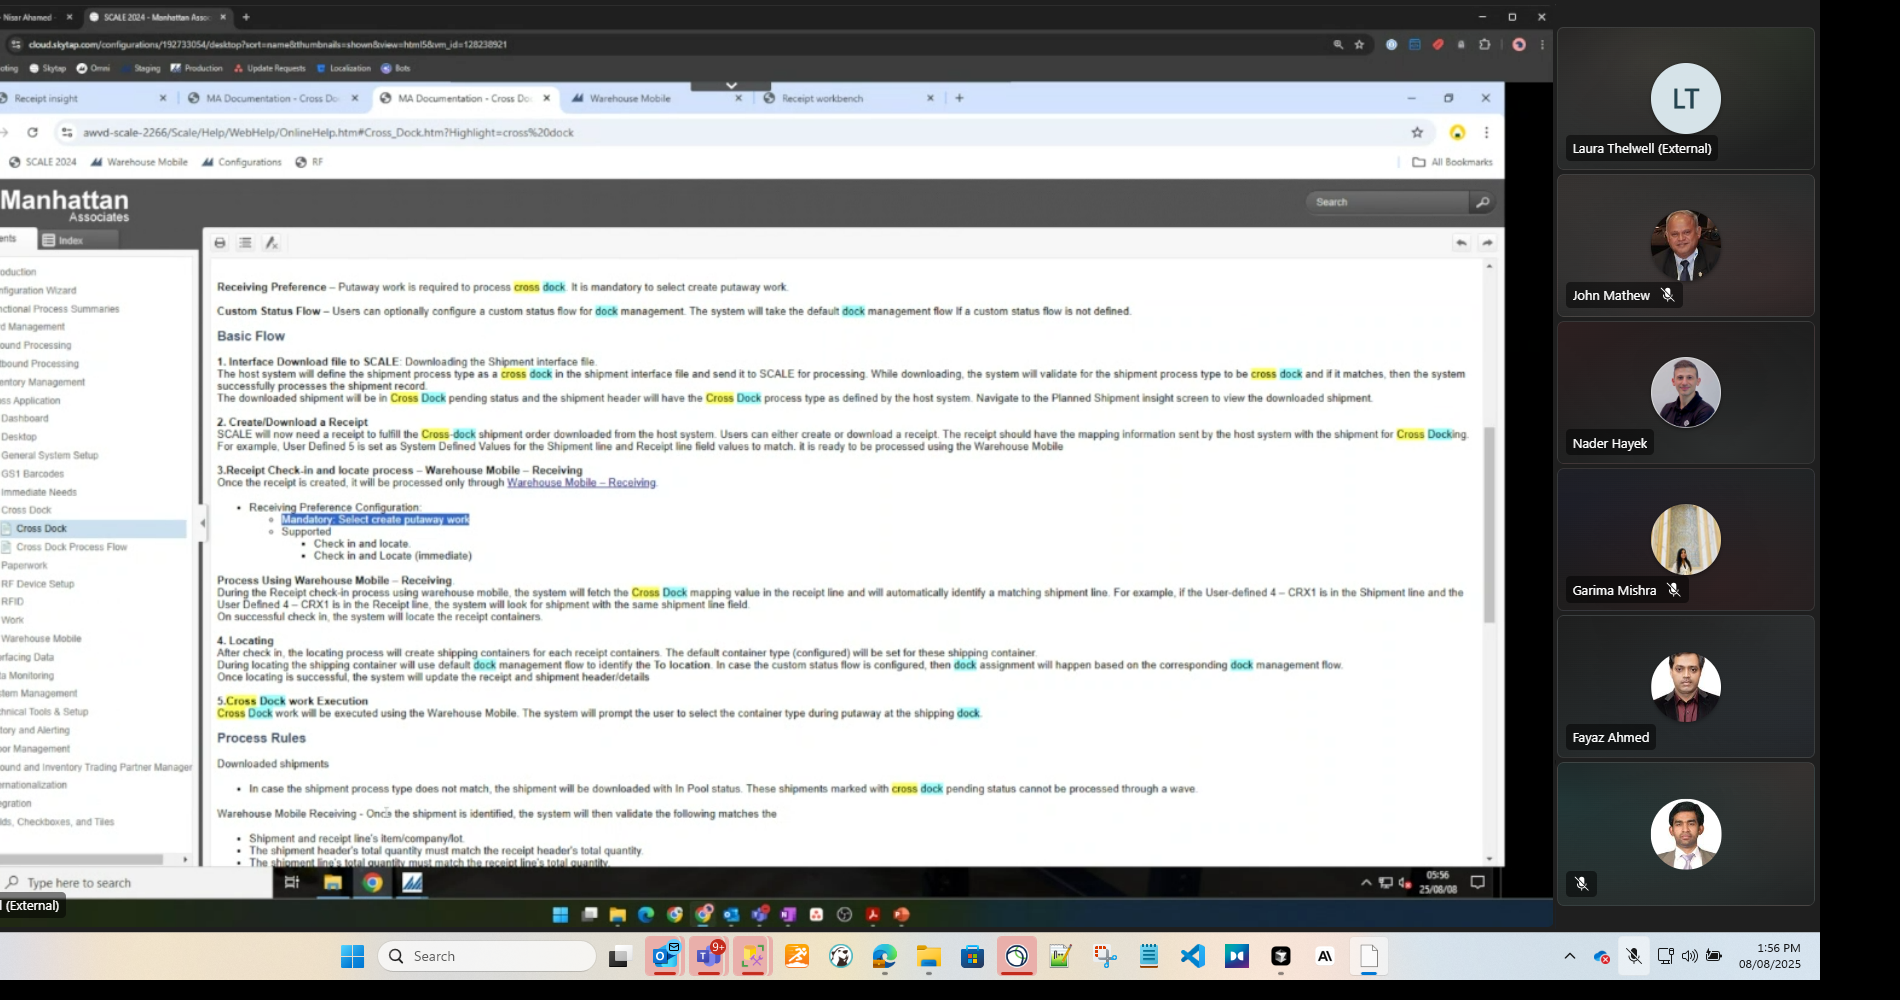 Nisar Ahamed
SCALE 2024 - Manhattan Assoc
cloud.skytap.com/configurations/192733054/desktop?sort=name&thumbnails=shown&view=html5&vm_id=128238921
Skytap
Omni
Staging
Production
Update Requests
Localization
Bots
Receipt insight
MA Documentation - Cross Do
MA Documentation - Cross Do
Warehouse Mobile
Receipt workbench
awvd-scale-2266/Scale/Help/WebHelp/OnlineHelp.htm#Cross_Dock.htm?Highlight=cross%20dock
SCALE 2024
Warehouse Mobile
Configurations
RF
All Bookmarks
Manhattan
Associates
Search
ents
Index
oduction
nfiguration Wizard
nctional Process Summaries
rd Management
ound Processing
tbound Processing
entory Management
ss Application
Dashboard
Desktop
General System Setup
GS1 Barcodes
Immediate Needs
Cross Dock
Cross Dock
Cross Dock Process Flow
Paperwork
RF Device Setup
RFID
Work
Warehouse Mobile
rfacing Data
ta Monitoring
stem Management
chnical Tools & Setup
tory and Alerting
bor Management
ound and Inventory Trading Partner Manager
ernationalization
egration
lds, Checkboxes, and Tiles
Receiving Preference – Putaway work is required to process cross dock. It is mandatory to select create putaway work.
Custom Status Flow – Users can optionally configure a custom status flow for dock management. The system will take the default dock management flow If a custom status flow is not defined.
Basic Flow
1. Interface Download file to SCALE: Downloading the Shipment interface file.
The host system will define the shipment process type as a cross dock in the shipment interface file and send it to SCALE for processing. While downloading, the system will validate for the shipment process type to be cross dock and if it matches, then the system
successfully processes the shipment record.
The downloaded shipment will be in Cross Dock pending status and the shipment header will have the Cross Dock process type as defined by the host system. Navigate to the Planned Shipment insight screen to view the downloaded shipment.
2. Create/Download a Receipt
SCALE will now need a receipt to fulfill the Cross-dock shipment order downloaded from the host system. Users can either create or download a receipt. The receipt should have the mapping information sent by the host system with the shipment for Cross Docking.
For example, User Defined 5 is set as System Defined Values for the Shipment line and Receipt line field values to match. it is ready to be processed using the Warehouse Mobile
3.Receipt Check-in and locate process – Warehouse Mobile – Receiving
Once the receipt is created, it will be processed only through Warehouse Mobile – Receiving.
• Receiving Preference Configuration:
Mandatory: Select create putaway work
Supported
• Check in and locate.
• Check in and Locate (immediate)
Process Using Warehouse Mobile – Receiving
During the Receipt check-in process using warehouse mobile, the system will fetch the Cross Dock mapping value in the receipt line and will automatically identify a matching shipment line. For example, if the User-defined 4 – CRX1 is in the Shipment line and the
User Defined 4 – CRX1 is in the Receipt line, the system will look for shipment with the same shipment line field.
On successful check in, the system will locate the receipt containers.
4. Locating
After check in, the locating process will create shipping containers for each receipt containers. The default container type (configured) will be set for these shipping container.
During locating the shipping container will use default dock management flow to identify the To location. In case the custom status flow is configured, then dock assignment will happen based on the corresponding dock management flow.
Once locating is successful, the system will update the receipt and shipment header/details
5.Cross Dock work Execution
Cross Dock work will be executed using the Warehouse Mobile. The system will prompt the user to select the container type during putaway at the shipping dock.
Process Rules
Downloaded shipments
• In case the shipment process type does not match, the shipment will be downloaded with In Pool status. These shipments marked with cross dock pending status cannot be processed through a wave.
Warehouse Mobile Receiving - Once the shipment is identified, the system will then validate the following matches the
• Shipment and receipt line's item/company/lot.
• The shipment header's total quantity must match the receipt header's total quantity.
• The shipment line's total quantity must match the receipt line's total quantity.
Type here to search
05:56
25/08/08
l (External)
LT
Laura Thelwell (External)
John Mathew
Nader Hayek
Garima Mishra
Fayaz Ahmed
Search
9+
1:56 PM
08/08/2025